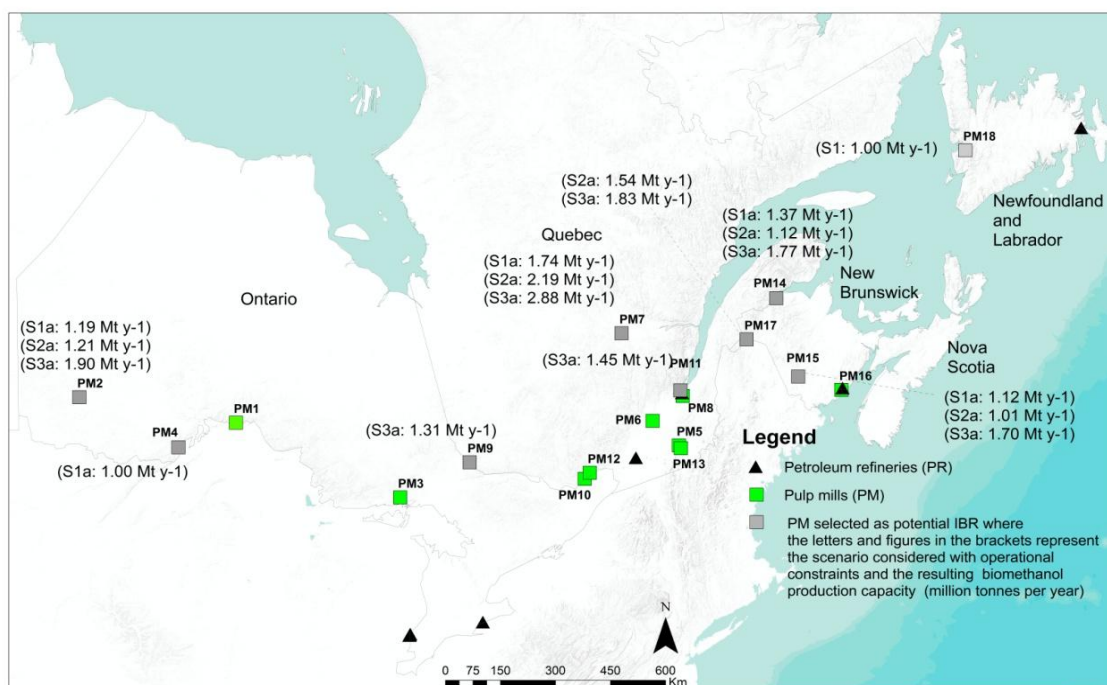 PM18
(S1: 1.00 Mt y-1)
Newfoundland
and
Labrador
(S2a: 1.54 Mt y-1)
(S3a: 1.83 Mt y-1)
(S1a: 1.37 Mt y-1)
(S2a: 1.12 Mt y-1)
(S3a: 1.77 Mt y-1)
Quebec
(S1a: 1.74 Mt y-1)
(S2a: 2.19 Mt y-1)
(S3a: 2.88 Mt y-1)
New
Brunswick
PM14
Ontario
PM7
PM17
(S1a: 1.19 Mt y-1)
(S2a: 1.21 Mt y-1)
(S3a: 1.90 Mt y-1)
PM2
Nova
Scotia
(S3a: 1.45 Mt y-1)
PM11
PM15
PM16
(S1a: 1.12 Mt y-1)
(S2a: 1.01 Mt y-1)
(S3a: 1.70 Mt y-1)
PM1
PM8
PM6
(S3a: 1.31 Mt y-1)
PM4
PM9
PM5
PM12
PM13
(S1a: 1.00 Mt y-1)
PM3
PM10
Legend
Petroleum refineries (PR)
Pulp mills (PM)
PM selected as potential IBR where
the letters and figures in the brackets represent
the scenario considered with operational
constraints and the resulting biomethanol
production capacity (million tonnes per year)
N
0 75 150 300 450 600
Km